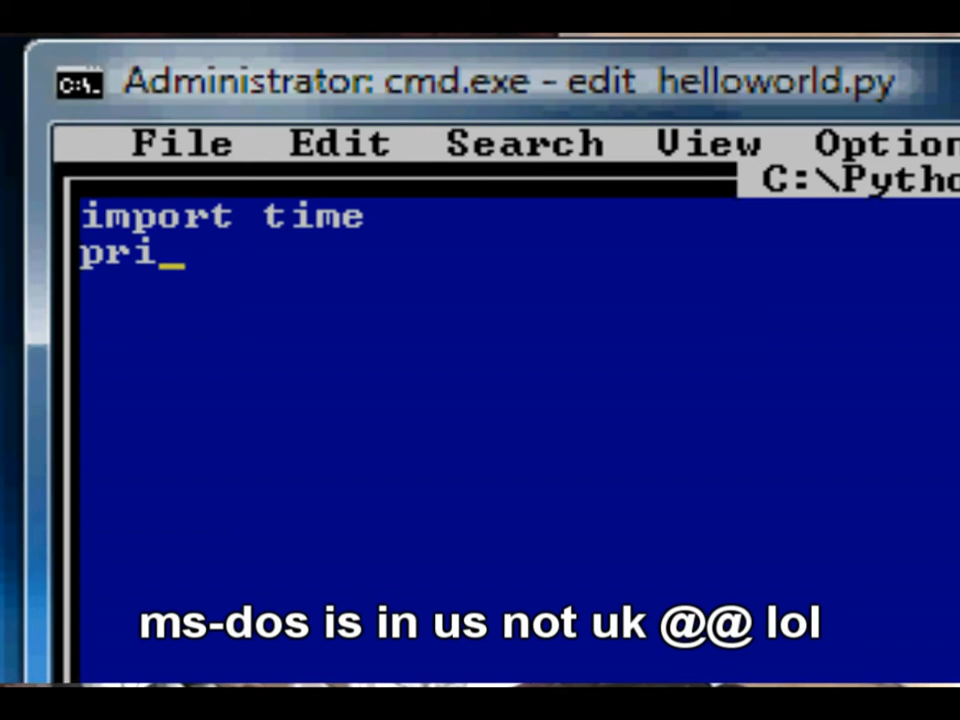 C:\. Administrator: cmd.exe - edit helloworld.py
File Edit Search View Option
C:\Pytho
import time
pri_
ms-dos is in us not uk @@ lol